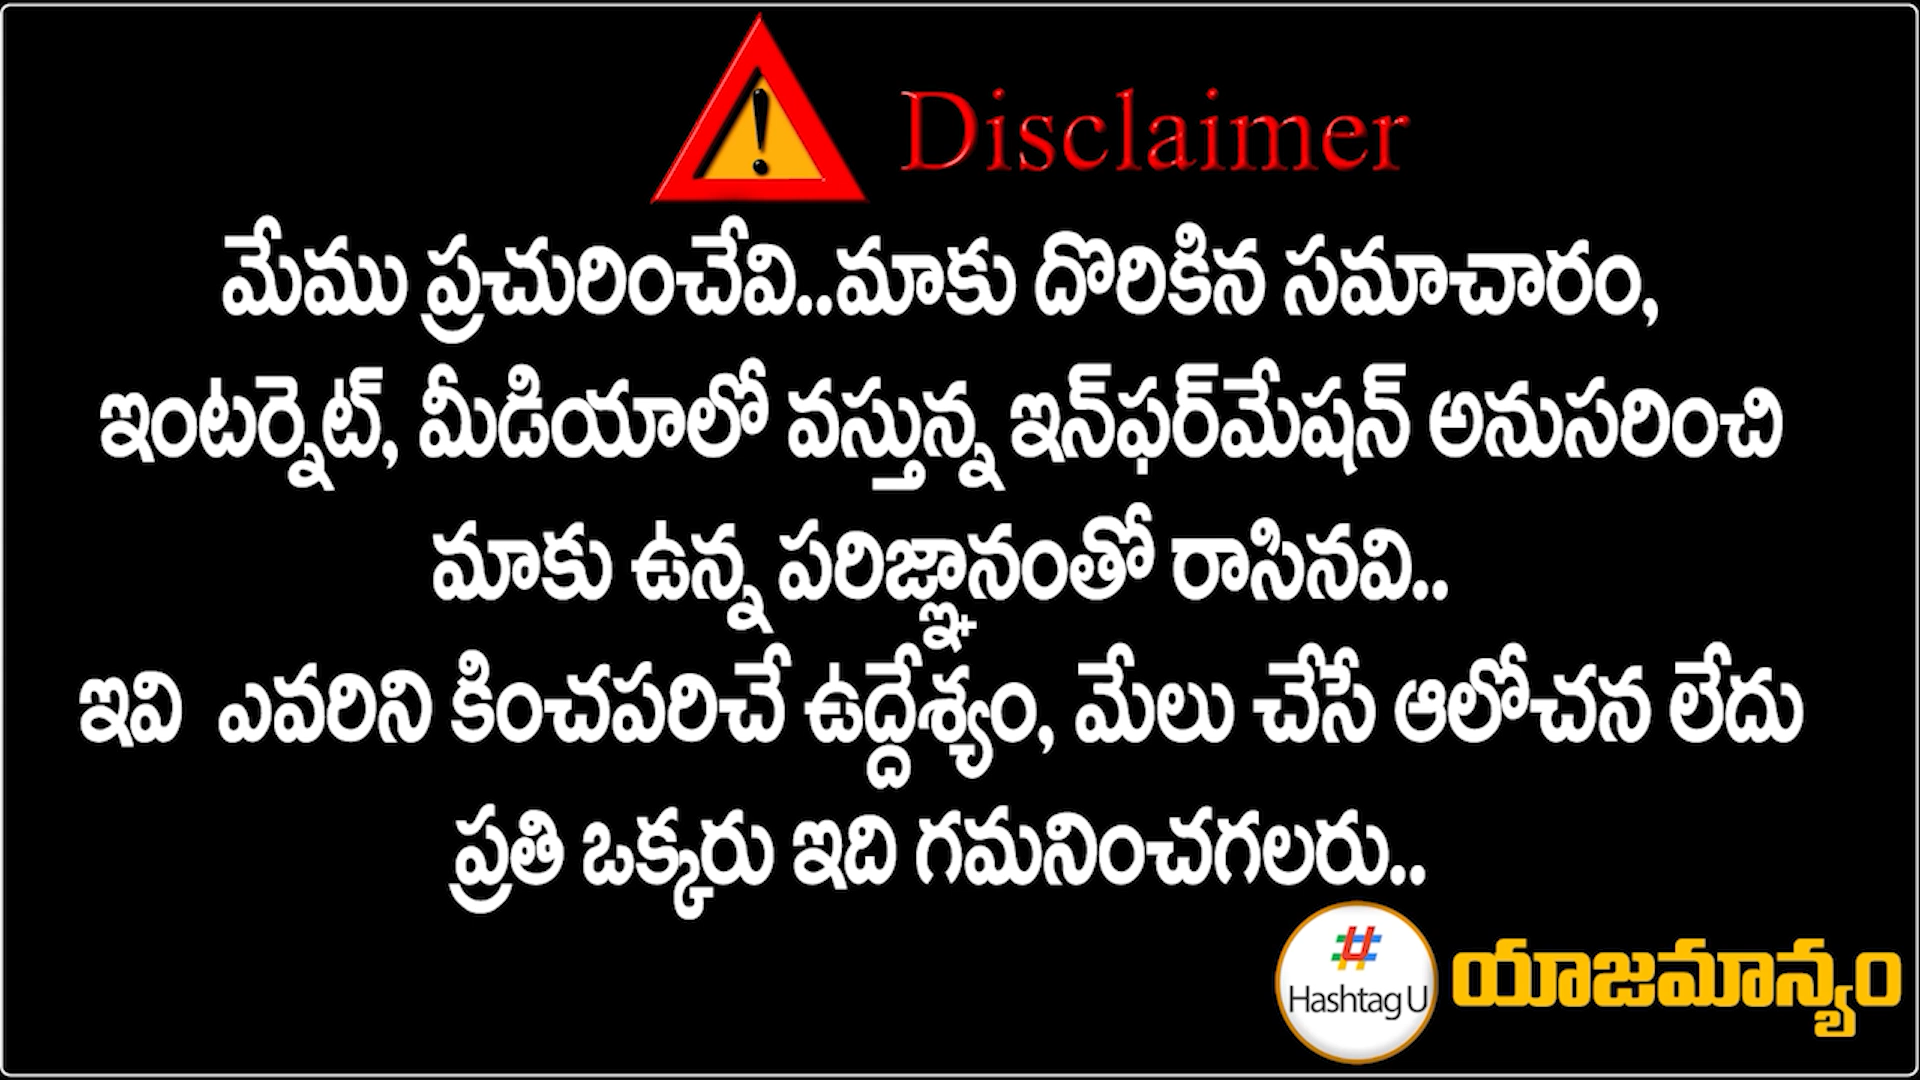 Disclaimer
మేము ప్రచురించేవి..మాకు దొరికిన సమాచారం,
ఇంటర్నెట్, మీడియాలో వస్తున్న ఇన్‌ఫర్‌మేషన్ అనుసరించి
మాకు ఉన్న పరిజ్ఞానంతో రాసినవి..
ఇవి ఎవరిని కించపరిచే ఉద్దేశ్యం, మేలు చేసే ఆలోచన లేదు
ప్రతి ఒక్కరు ఇది గమనించగలరు..
# Hashtag U
యాజమాన్యం